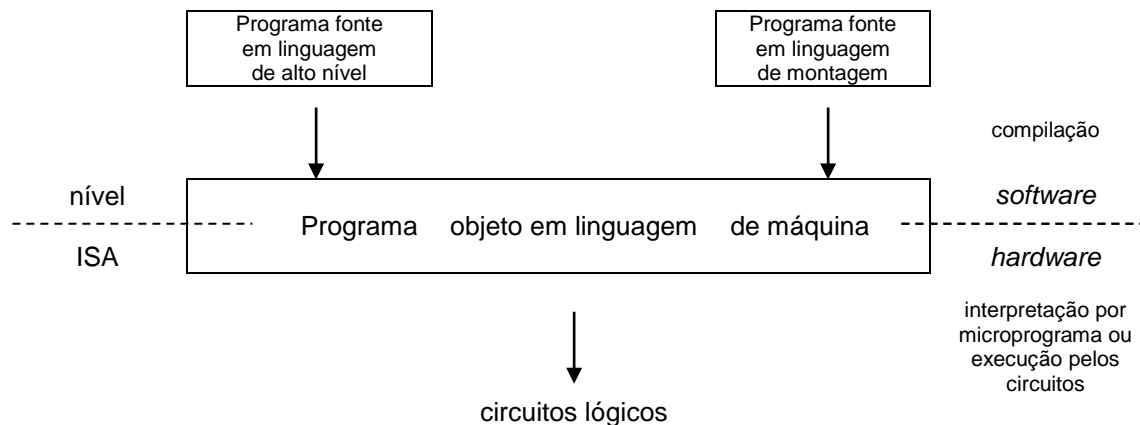 Programa fonte
em linguagem
de alto nível
Programa fonte
em linguagem
de montagem
compilação
nível
software
Programa objeto em linguagem de máquina
ISA
hardware
interpretação por
microprograma ou
execução pelos
circuitos
circuitos lógicos